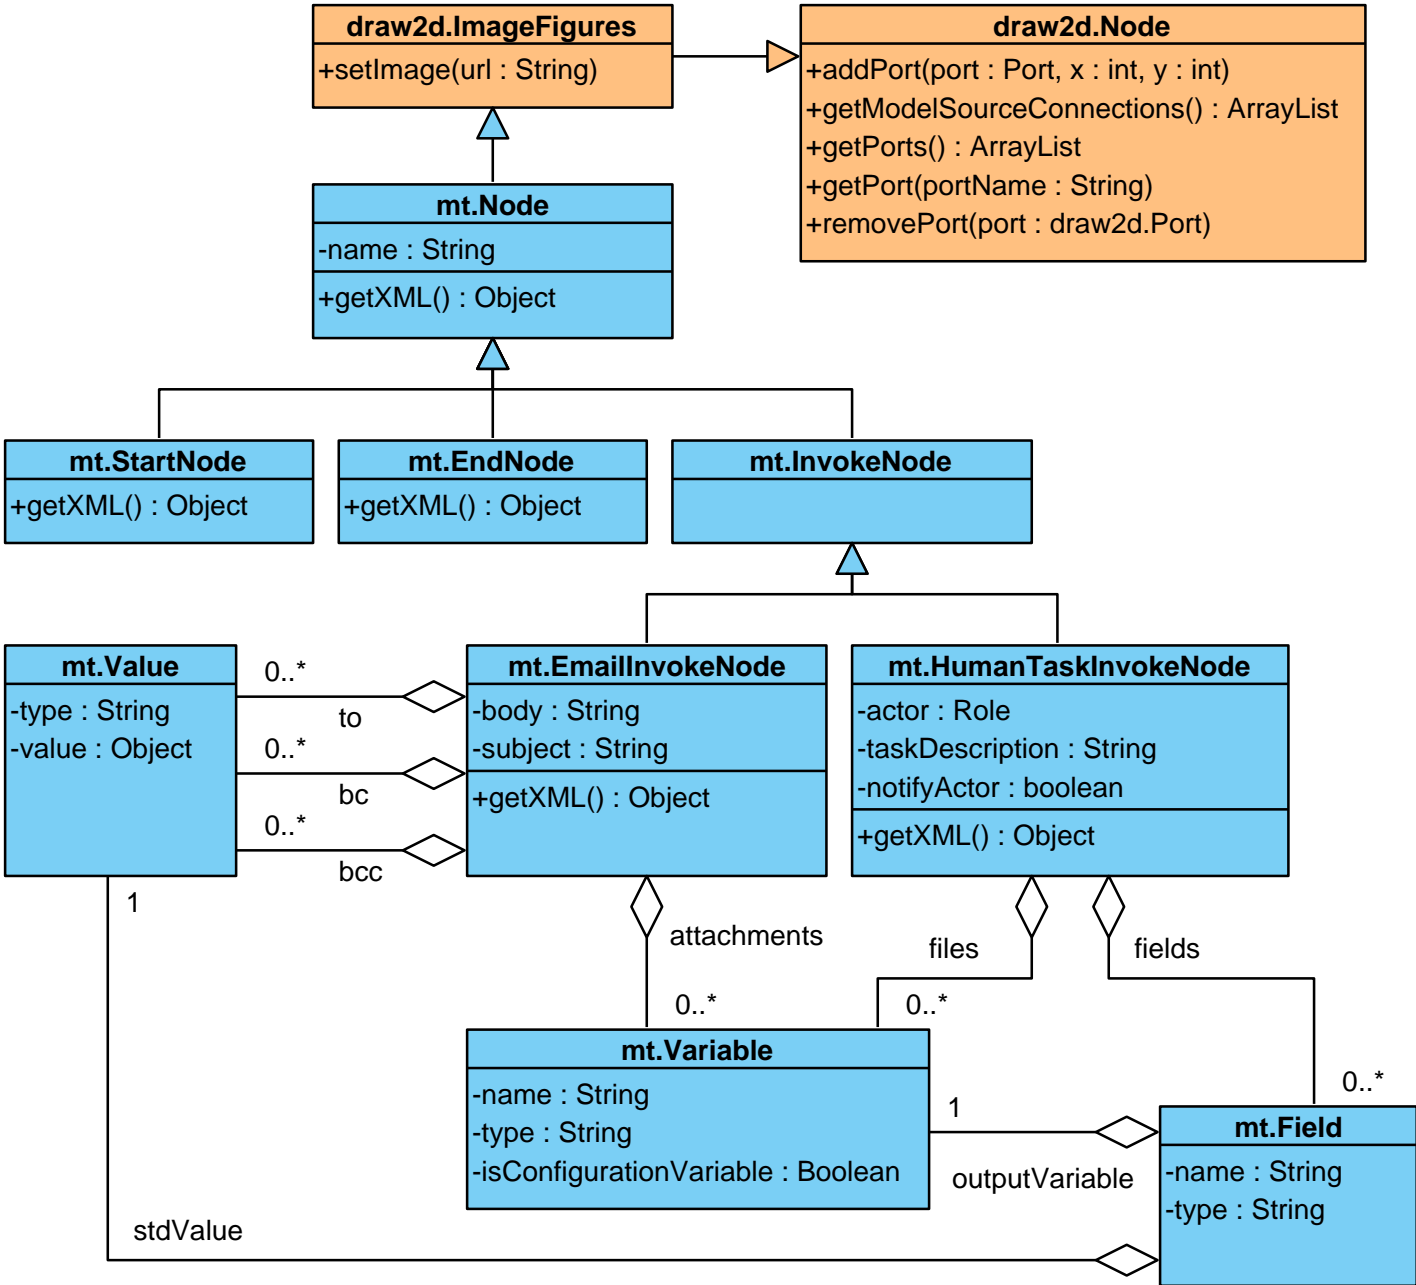 draw2d.ImageFigures
+setImage(url : String)
draw2d.Node
+addPort(port : Port, x : int, y : int)
+getModelSourceConnections() : ArrayList
+getPorts() : ArrayList
+getPort(portName : String)
+removePort(port : draw2d.Port)
mt.Node
-name : String
+getXML() : Object
mt.StartNode
+getXML() : Object
mt.EndNode
+getXML() : Object
mt.InvokeNode
mt.Value
-type : String
-value : Object
0..*
to
0..*
bc
0..*
bcc
mt.EmailInvokeNode
-body : String
-subject : String
+getXML() : Object
mt.HumanTaskInvokeNode
-actor : Role
-taskDescription : String
-notifyActor : boolean
+getXML() : Object
1
attachments
files
fields
0..*
0..*
0..*
mt.Variable
-name : String
-type : String
-isConfigurationVariable : Boolean
1
outputVariable
mt.Field
-name : String
-type : String
stdValue